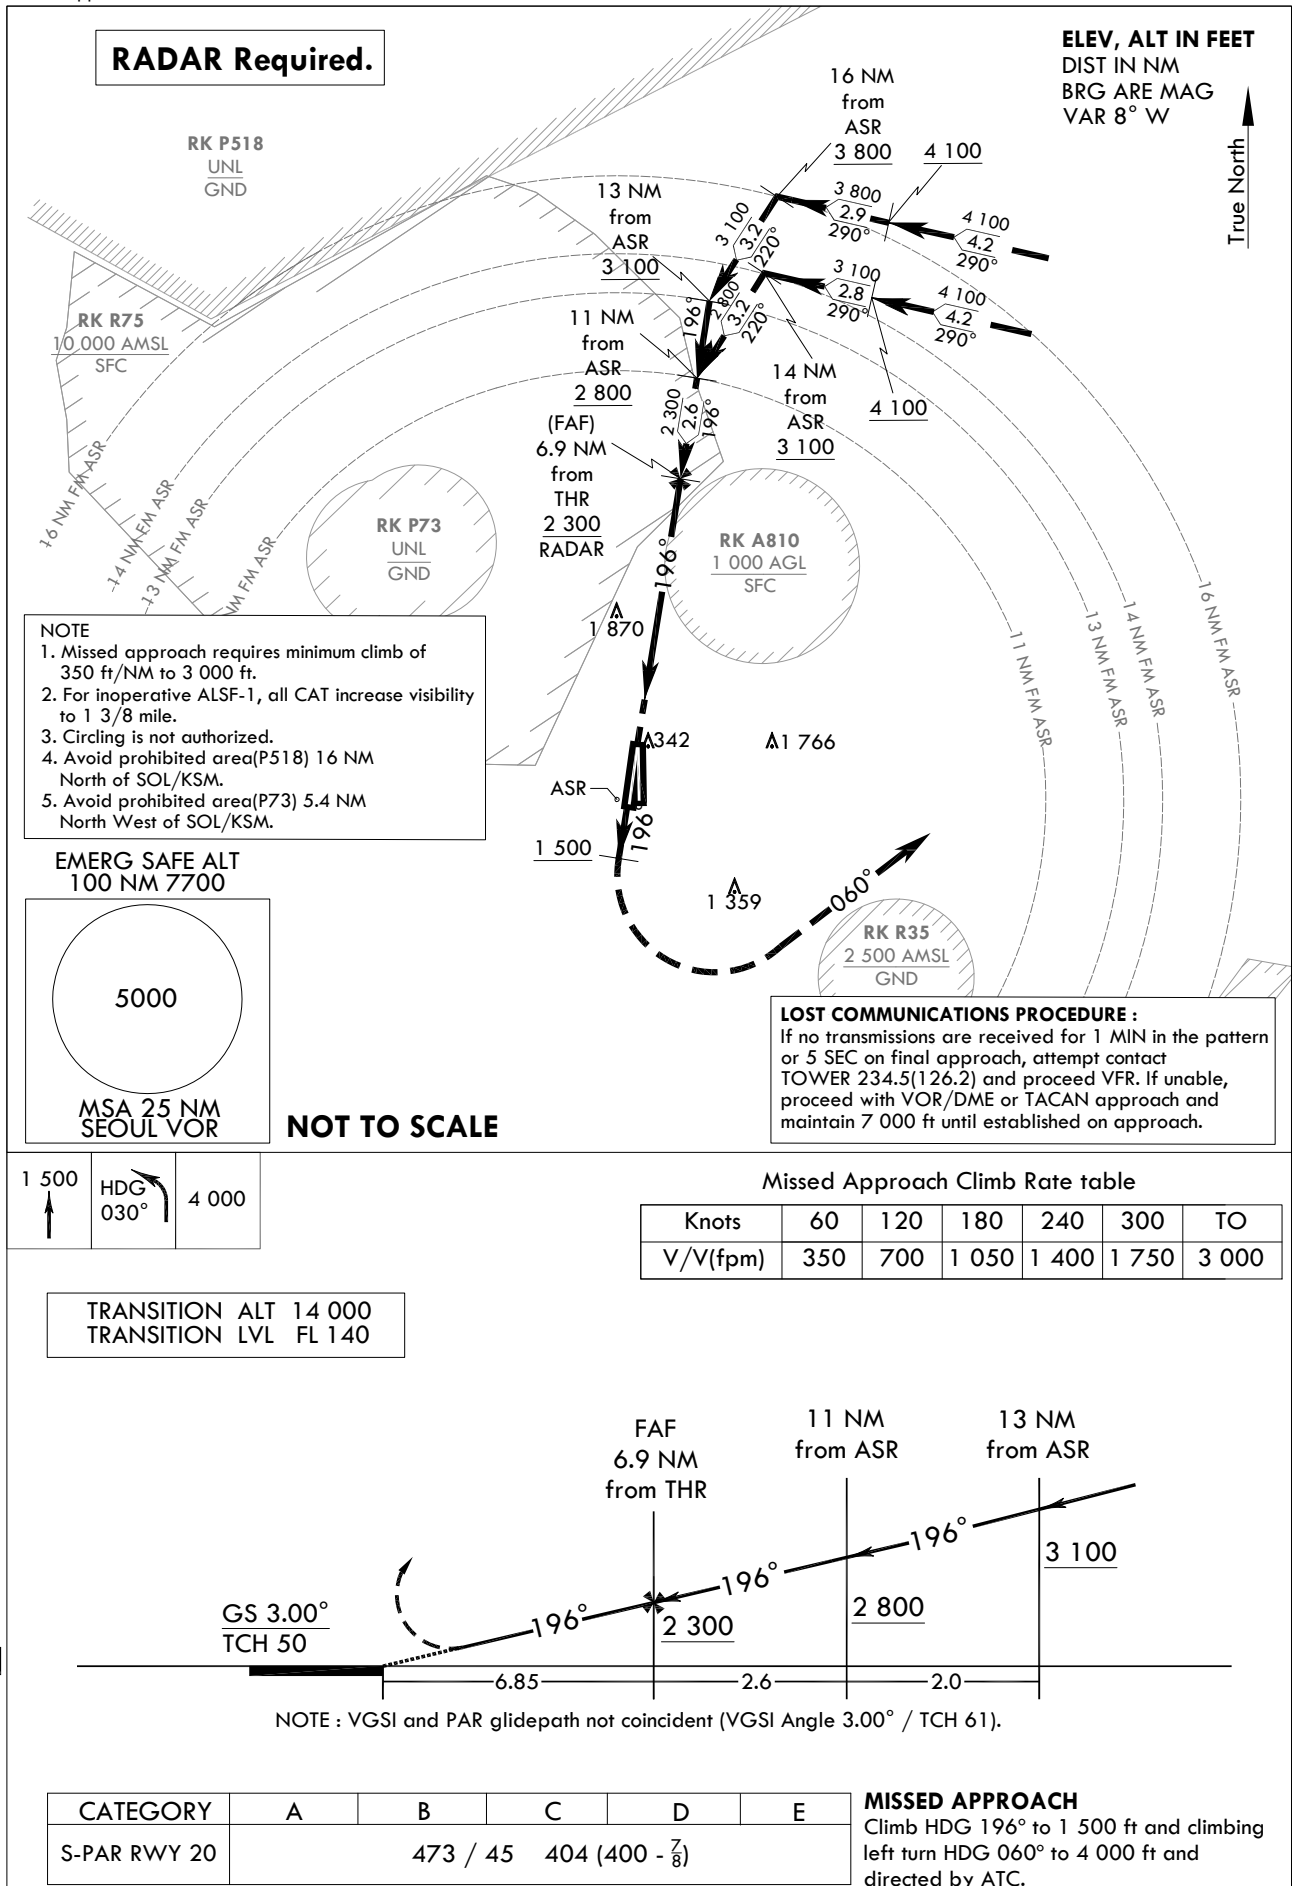 RADAR Required.
ELEV, ALT IN FEET
DIST IN NM
BRG ARE MAG
VAR 8° W
True North
RK P518
UNL
GND
16 NM
from
ASR
3 800
4 100
13 NM
from
ASR
3 100
3 800
2.9
290°
4 100
4.2
290°
3 100
3.2
220°
3 100
2.8
290°
4 100
4.2
290°
2 800
3.2
220°
196°
RK R75
10 000 AMSL
SFC
11 NM
from
ASR
2 800
14 NM
from
ASR
3 100
4 100
2 300
2.6
196°
(FAF)
6.9 NM
from
THR
2 300
RADAR
16 NM FM ASR
14 NM FM ASR
13 NM FM ASR
NM FM ASR
RK P73
UNL
GND
RK A810
1 000 AGL
SFC
196°
11 NM FM ASR
13 NM FM ASR
14 NM FM ASR
16 NM FM ASR
1 870
342
1 766
NOTE
1. Missed approach requires minimum climb of
350 ft/NM to 3 000 ft.
2. For inoperative ALSF-1, all CAT increase visibility
to 1 3/8 mile.
3. Circling is not authorized.
4. Avoid prohibited area(P518) 16 NM
North of SOL/KSM.
5. Avoid prohibited area(P73) 5.4 NM
North West of SOL/KSM.
ASR
196°
1 500
1 359
060°
RK R35
2 500 AMSL
GND
EMERG SAFE ALT
100 NM 7700
5000
MSA 25 NM
SEOUL VOR
NOT TO SCALE
LOST COMMUNICATIONS PROCEDURE :
If no transmissions are received for 1 MIN in the pattern
or 5 SEC on final approach, attempt contact
TOWER 234.5(126.2) and proceed VFR. If unable,
proceed with VOR/DME or TACAN approach and
maintain 7 000 ft until established on approach.
1 500
HDG
030°
4 000
Missed Approach Climb Rate table
Knots 60 120 180 240 300 TO
V/V(fpm) 350 700 1 050 1 400 1 750 3 000
TRANSITION ALT 14 000
TRANSITION LVL FL 140
FAF
6.9 NM
from THR
11 NM
from ASR
13 NM
from ASR
196°
196°
196°
3 100
2 800
2 300
GS 3.00°
TCH 50
6.85 2.6 2.0
NOTE : VGSI and PAR glidepath not coincident (VGSI Angle 3.00° / TCH 61).
CATEGORY A B C D E
S-PAR RWY 20 473 / 45 404 (400 - 7/8)
MISSED APPROACH
Climb HDG 196° to 1 500 ft and climbing
left turn HDG 060° to 4 000 ft and
directed by ATC.